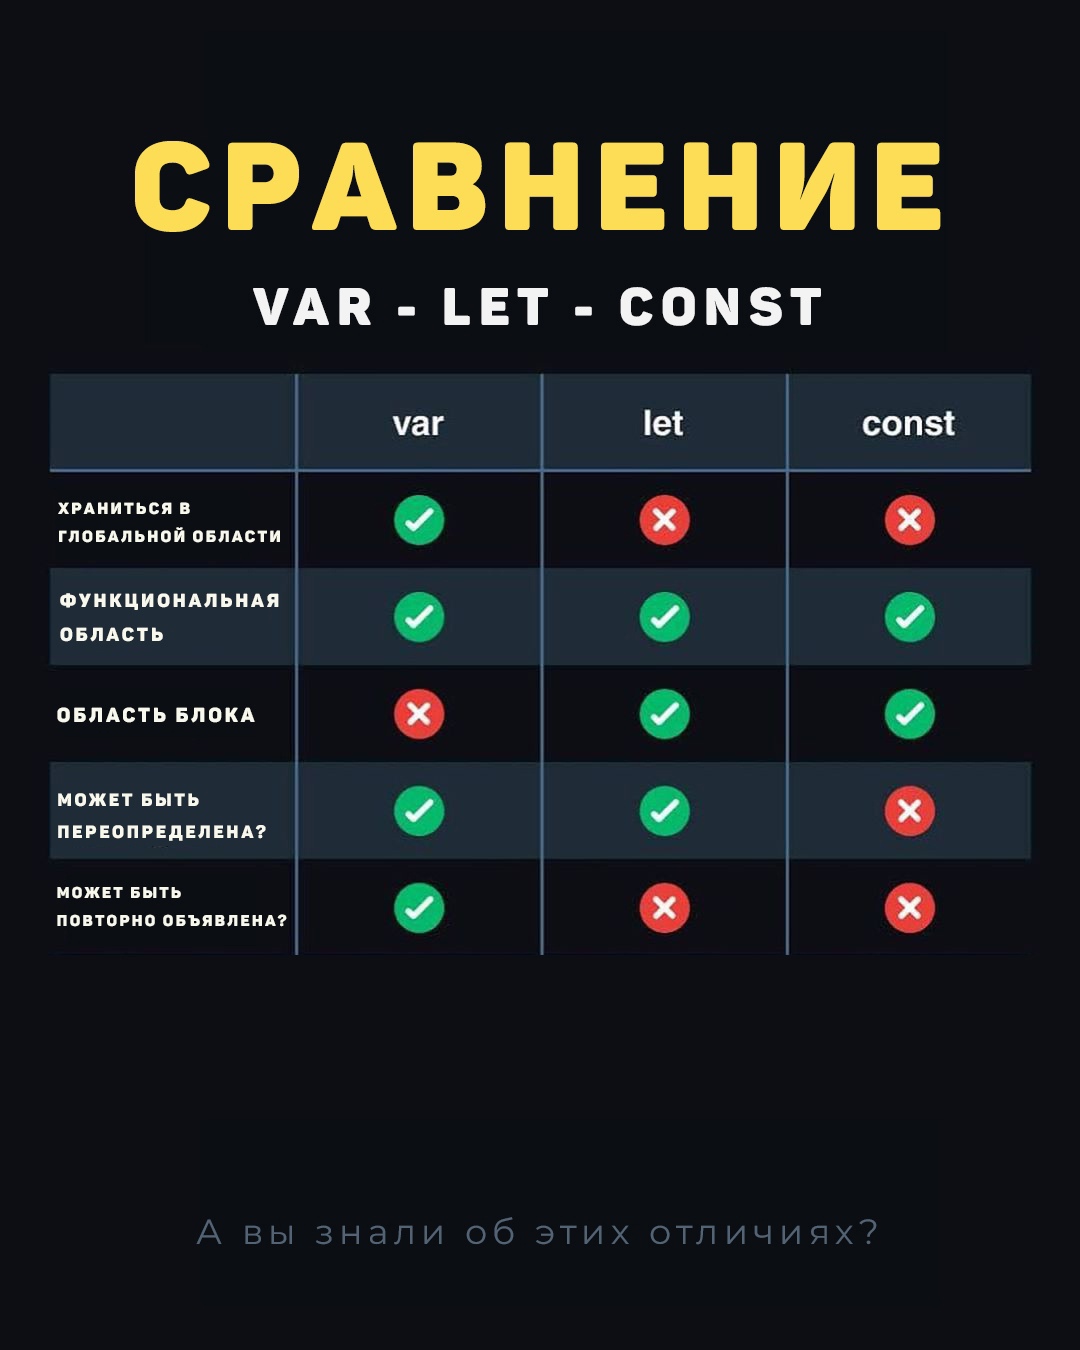 СРАВНЕНИЕ
VAR - LET - CONST
var let const
ХРАНИТЬСЯ В
ГЛОБАЛЬНОЙ ОБЛАСТИ
ФУНКЦИОНАЛЬНАЯ
ОБЛАСТЬ
ОБЛАСТЬ БЛОКА
МОЖЕТ БЫТЬ
ПЕРЕОПРЕДЕЛЕНА?
МОЖЕТ БЫТЬ
ПОВТОРНО ОБЪЯВЛЕНА?
А вы знали об этих отличиях?